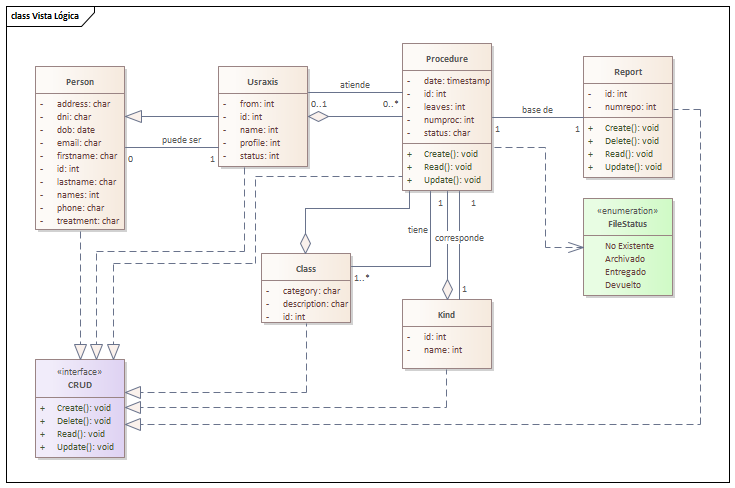 class Vista Lógica
Person
- address: char
- dni: char
- dob: date
- email: char
- firstname: char
- id: int
- lastname: char
- names: int
- phone: char
- treatment: char
puede ser
0
1
Usraxis
- from: int
- id: int
- name: int
- profile: int
- status: int
atiende
0..1
0..*
Procedure
- date: timestamp
- id: int
- leaves: int
- numproc: int
- status: char
+ Create(): void
+ Read(): void
+ Update(): void
base de
1
1
Report
- id: int
- numrepo: int
+ Create(): void
+ Delete(): void
+ Read(): void
+ Update(): void
«enumeration»
FileStatus
No Existente
Archivado
Entregado
Devuelto
1
1
tiene
corresponde
1..*
1
Class
- category: char
- description: char
- id: int
Kind
- id: int
- name: int
«interface»
CRUD
+ Create(): void
+ Delete(): void
+ Read(): void
+ Update(): void